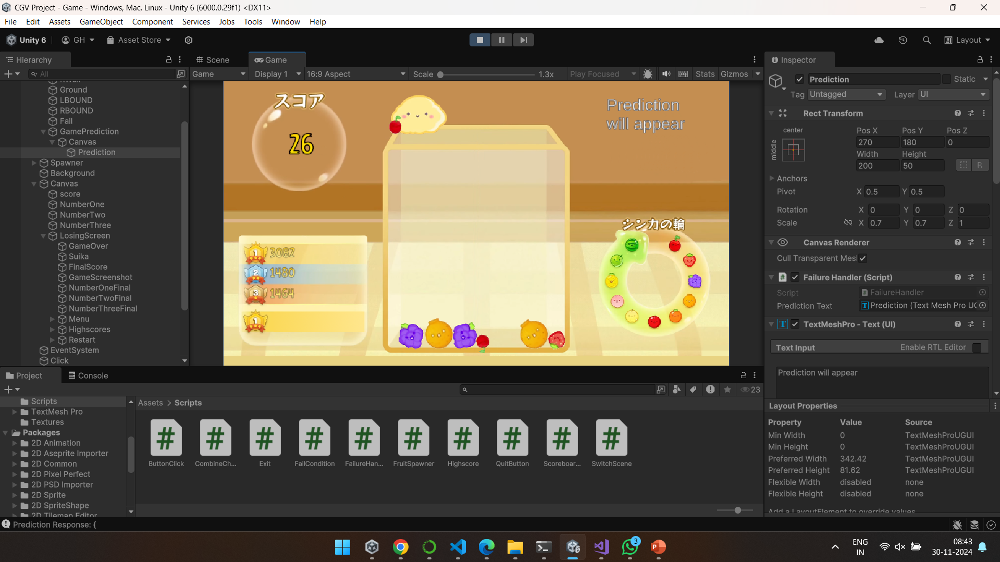 CGV Project - Game - Windows, Mac, Linux - Unity 6 (6000.0.29f1) <DX11>
File Edit Assets GameObject Component Services Jobs Tools Window Help
Unity 6 GH Asset Store Layout
Hierarchy
All
Ground
LBOUND
RBOUND
Fail
GamePrediction
Canvas
Prediction
Spawner
Background
Canvas
score
NumberOne
NumberTwo
NumberThree
LosingScreen
GameOver
Suika
FinalScore
GameScreenshot
NumberOneFinal
NumberTwoFinal
NumberThreeFinal
Menu
Highscores
Restart
EventSystem
Click
Scene Game
Game Display 1 16:9 Aspect Scale 1.3x Play Focused Stats Gizmos
スコア
26
Prediction
will appear
1 3082
2 1480
3 1464
1
シンカの輪
Inspector
Prediction Static
Tag Untagged Layer UI
Rect Transform
center
middle
Pos X Pos Y Pos Z
270 180 0
Width Height
200 50
R
Anchors
Pivot X 0.5 Y 0.5
Rotation X 0 Y 0 Z 0
Scale X 0.7 Y 0.7 Z 1
Canvas Renderer
Cull Transparent Mes
Failure Handler (Script)
Script FailureHandler
Prediction Text Prediction (Text Mesh Pro UG
TextMeshPro - Text (UI)
Text Input Enable RTL Editor
Prediction will appear
Layout Properties
Property Value Source
Min Width 0 TextMeshProUGUI
Min Height 0 TextMeshProUGUI
Preferred Width 342.42 TextMeshProUGUI
Preferred Height 81.62 TextMeshProUGUI
Flexible Width disabled none
Flexible Height disabled none
Add a LayoutElement to override values
Project Console
23
Scripts
TextMesh Pro
Textures
Packages
2D Animation
2D Aseprite Importer
2D Common
2D Pixel Perfect
2D PSD Importer
2D Sprite
2D SpriteShape
2D Tilemap Editor
Assets > Scripts
ButtonClick CombineCh... Exit FailCondition FailureHan... FruitSpawner Highscore QuitButton Scoreboar... SwitchScene
Prediction Response: {
3
ENG
IN
08:43
30-11-2024